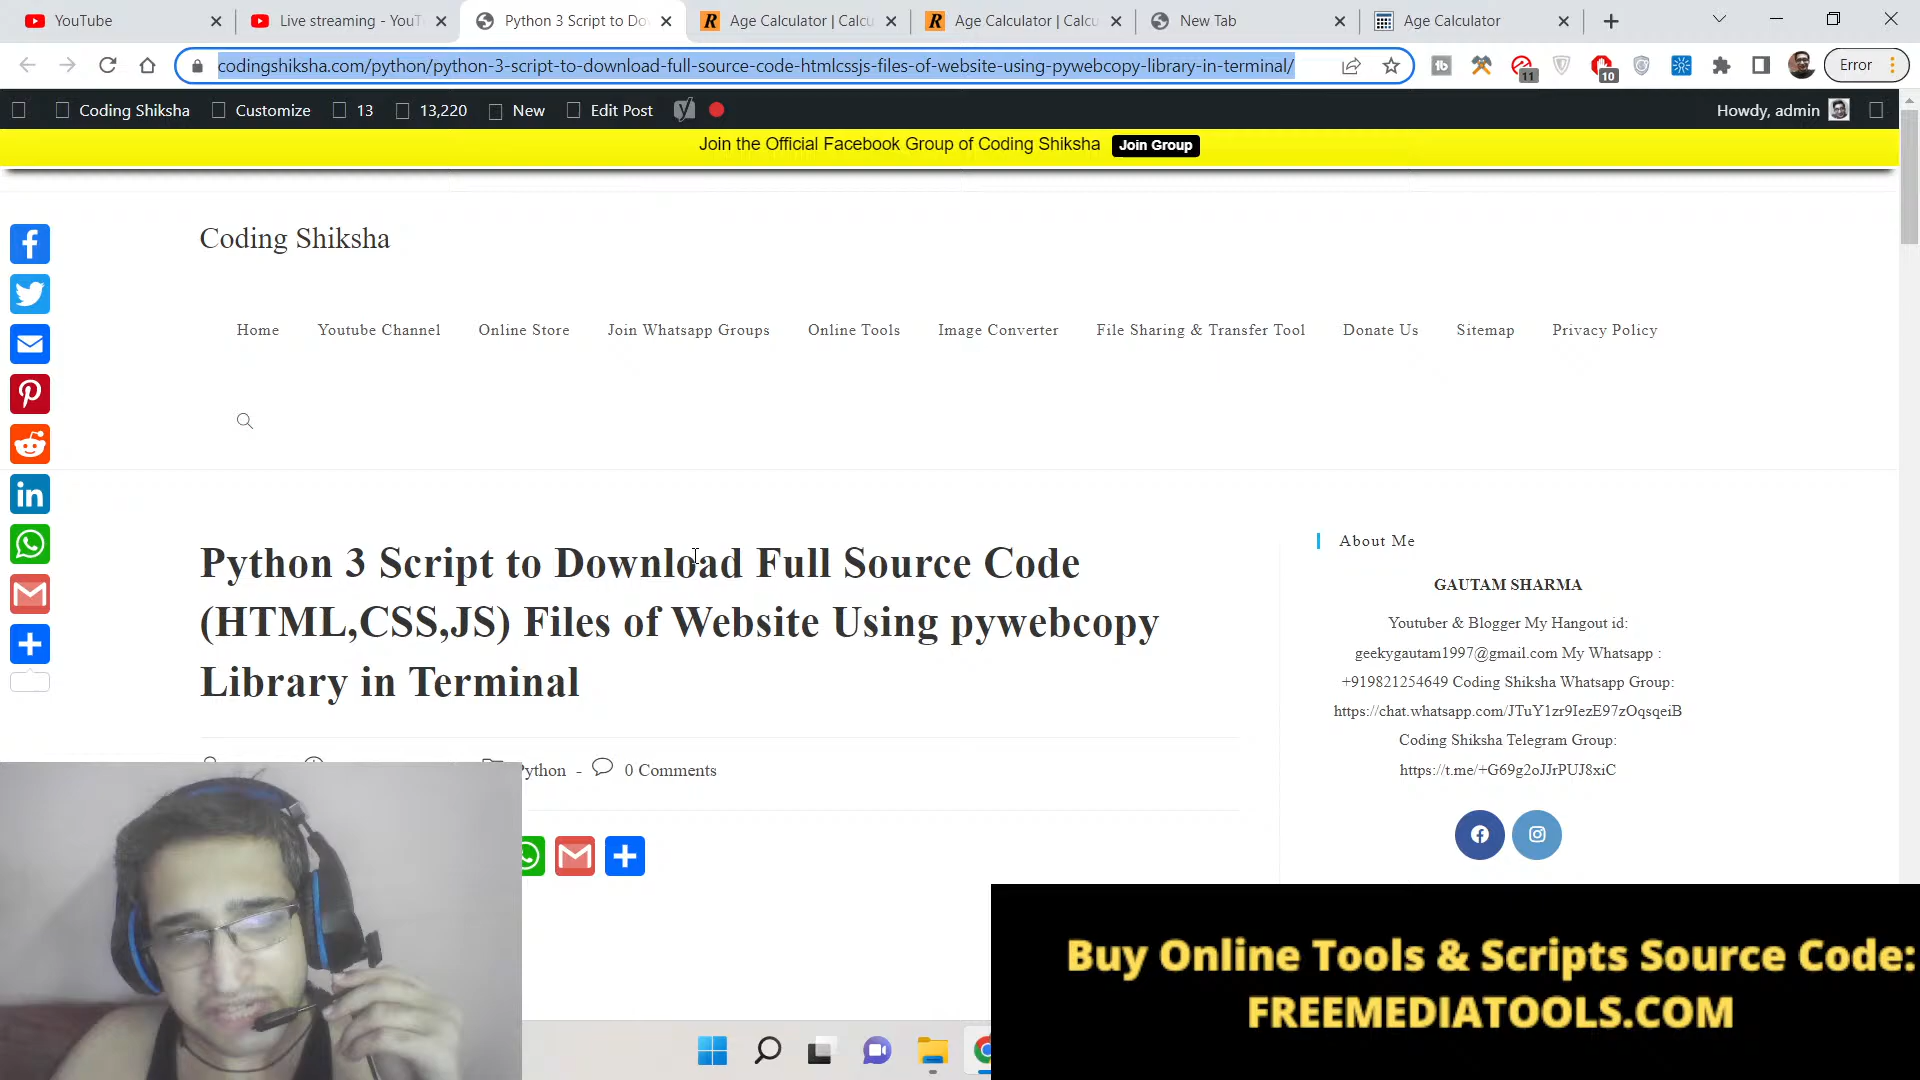 YouTube
Live streaming - YouT
Python 3 Script to Do
Age Calculator | Calcu
Age Calculator | Calcu
New Tab
Age Calculator
codingshiksha.com/python/python-3-script-to-download-full-source-code-htmlcssjs-files-of-website-using-pywebcopy-library-in-terminal/
11
10
Error
Coding Shiksha
Customize
13
13,220
New
Edit Post
Howdy, admin
Join the Official Facebook Group of Coding Shiksha
Join Group
Coding Shiksha
Home
Youtube Channel
Online Store
Join Whatsapp Groups
Online Tools
Image Converter
File Sharing & Transfer Tool
Donate Us
Sitemap
Privacy Policy
Python 3 Script to Download Full Source Code
(HTML,CSS,JS) Files of Website Using pywebcopy
Library in Terminal
ython - 0 Comments
About Me
GAUTAM SHARMA
Youtuber & Blogger My Hangout id:
geekygautam1997@gmail.com My Whatsapp :
+919821254649 Coding Shiksha Whatsapp Group:
https://chat.whatsapp.com/JTuY1zr9IezE97zOqsqeiB
Coding Shiksha Telegram Group:
https://t.me/+G69g2oJJrPUJ8xiC
Buy Online Tools & Scripts Source Code:
FREEMEDIATOOLS.COM